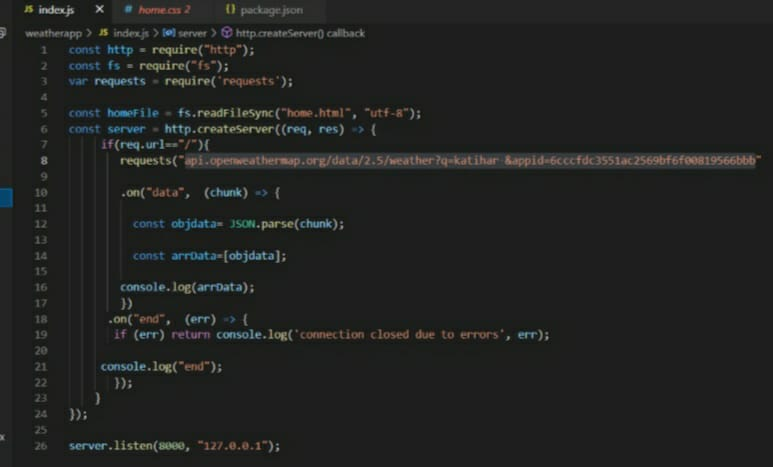 JS index.js × # home.css 2 {} package.json
weatherapp > JS index.js > server > http.createServer() callback
1 const http = require("http");
2 const fs = require("fs");
3 var requests = require('requests');
4
5 const homeFile = fs.readFileSync("home.html", "utf-8");
6 const server = http.createServer((req, res) => {
7 if(req.url=="/"){
8 requests("api.openweathermap.org/data/2.5/weather?q=katihar &appid=6cccfdc3551ac2569bf6f00819566bbb"
9
10 .on("data", (chunk) => {
11
12 const objdata= JSON.parse(chunk);
13
14 const arrData=[objdata];
15
16 console.log(arrData);
17 })
18 .on("end", (err) => {
19 if (err) return console.log('connection closed due to errors', err);
20
21 console.log("end");
22 });
23 }
24 });
25
26 server.listen(8000, "127.0.0.1");